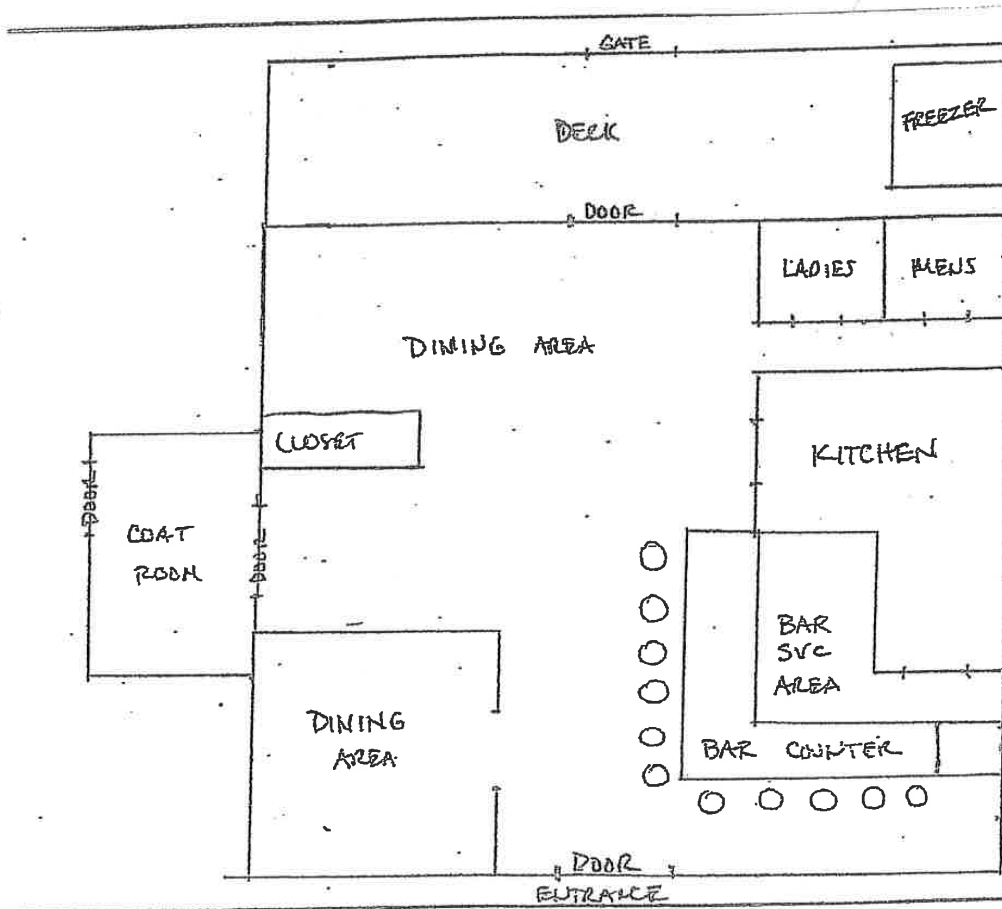 GATE
DECK
FREEZER
DOOR
LADIES
MENS
DINING AREA
CLOSET
KITCHEN
DOOR
COAT
ROOM
DOOR
BAR
SVC
AREA
DINING
AREA
BAR COUNTER
DOOR
ENTRANCE